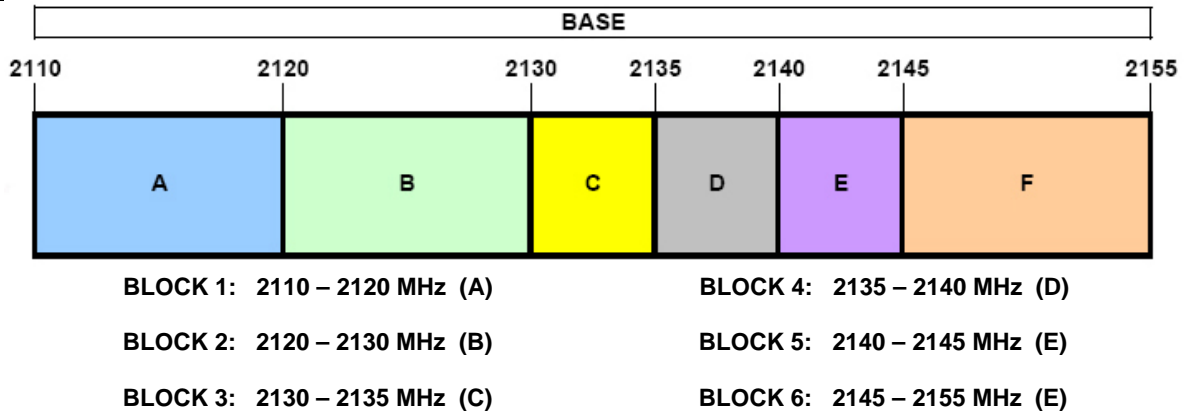 BASE
2110 2120 2130 2135 2140 2145 2155
A B C D E F
BLOCK 1: 2110 – 2120 MHz (A) BLOCK 4: 2135 – 2140 MHz (D)
BLOCK 2: 2120 – 2130 MHz (B) BLOCK 5: 2140 – 2145 MHz (E)
BLOCK 3: 2130 – 2135 MHz (C) BLOCK 6: 2145 – 2155 MHz (E)